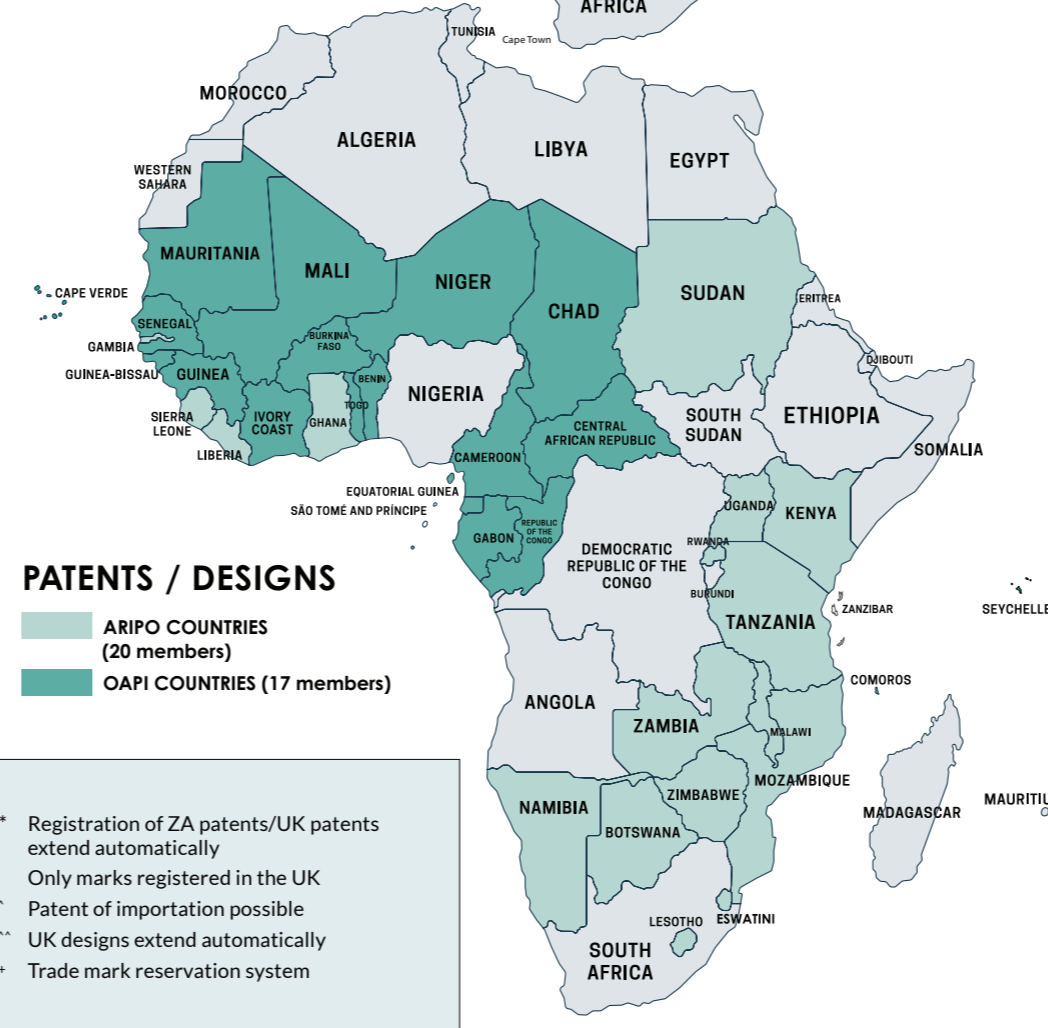 AFRICA
TUNISIA
Cape Town
MOROCCO
ALGERIA
LIBYA
EGYPT
WESTERN
SAHARA
MAURITANIA
MALI
NIGER
CHAD
SUDAN
ERITREA
CAPE VERDE
SENEGAL
GAMBIA
BURKINA
FASO
DJIBOUTI
GUINEA-BISSAU
GUINEA
BENIN
NIGERIA
TOGO
SIERRA
LEONE
IVORY
COAST
GHANA
SOUTH
SUDAN
ETHIOPIA
CENTRAL
AFRICAN REPUBLIC
SOMALIA
LIBERIA
CAMEROON
EQUATORIAL GUINEA
SÃO TOMÉ AND PRÍNCIPE
UGANDA
KENYA
GABON
REPUBLIC
OF THE
CONGO
RWANDA
DEMOCRATIC
REPUBLIC OF THE
CONGO
BURUNDI
PATENTS / DESIGNS
ARIPO COUNTRIES
(20 members)
OAPI COUNTRIES (17 members)
TANZANIA
ZANZIBAR
SEYCHELLE
COMOROS
ANGOLA
ZAMBIA
MALAWI
MOZAMBIQUE
NAMIBIA
ZIMBABWE
BOTSWANA
MADAGASCAR
MAURITIU
LESOTHO
ESWATINI
SOUTH
AFRICA
* Registration of ZA patents/UK patents
extend automatically
Only marks registered in the UK
^ Patent of importation possible
^^ UK designs extend automatically
+ Trade mark reservation system